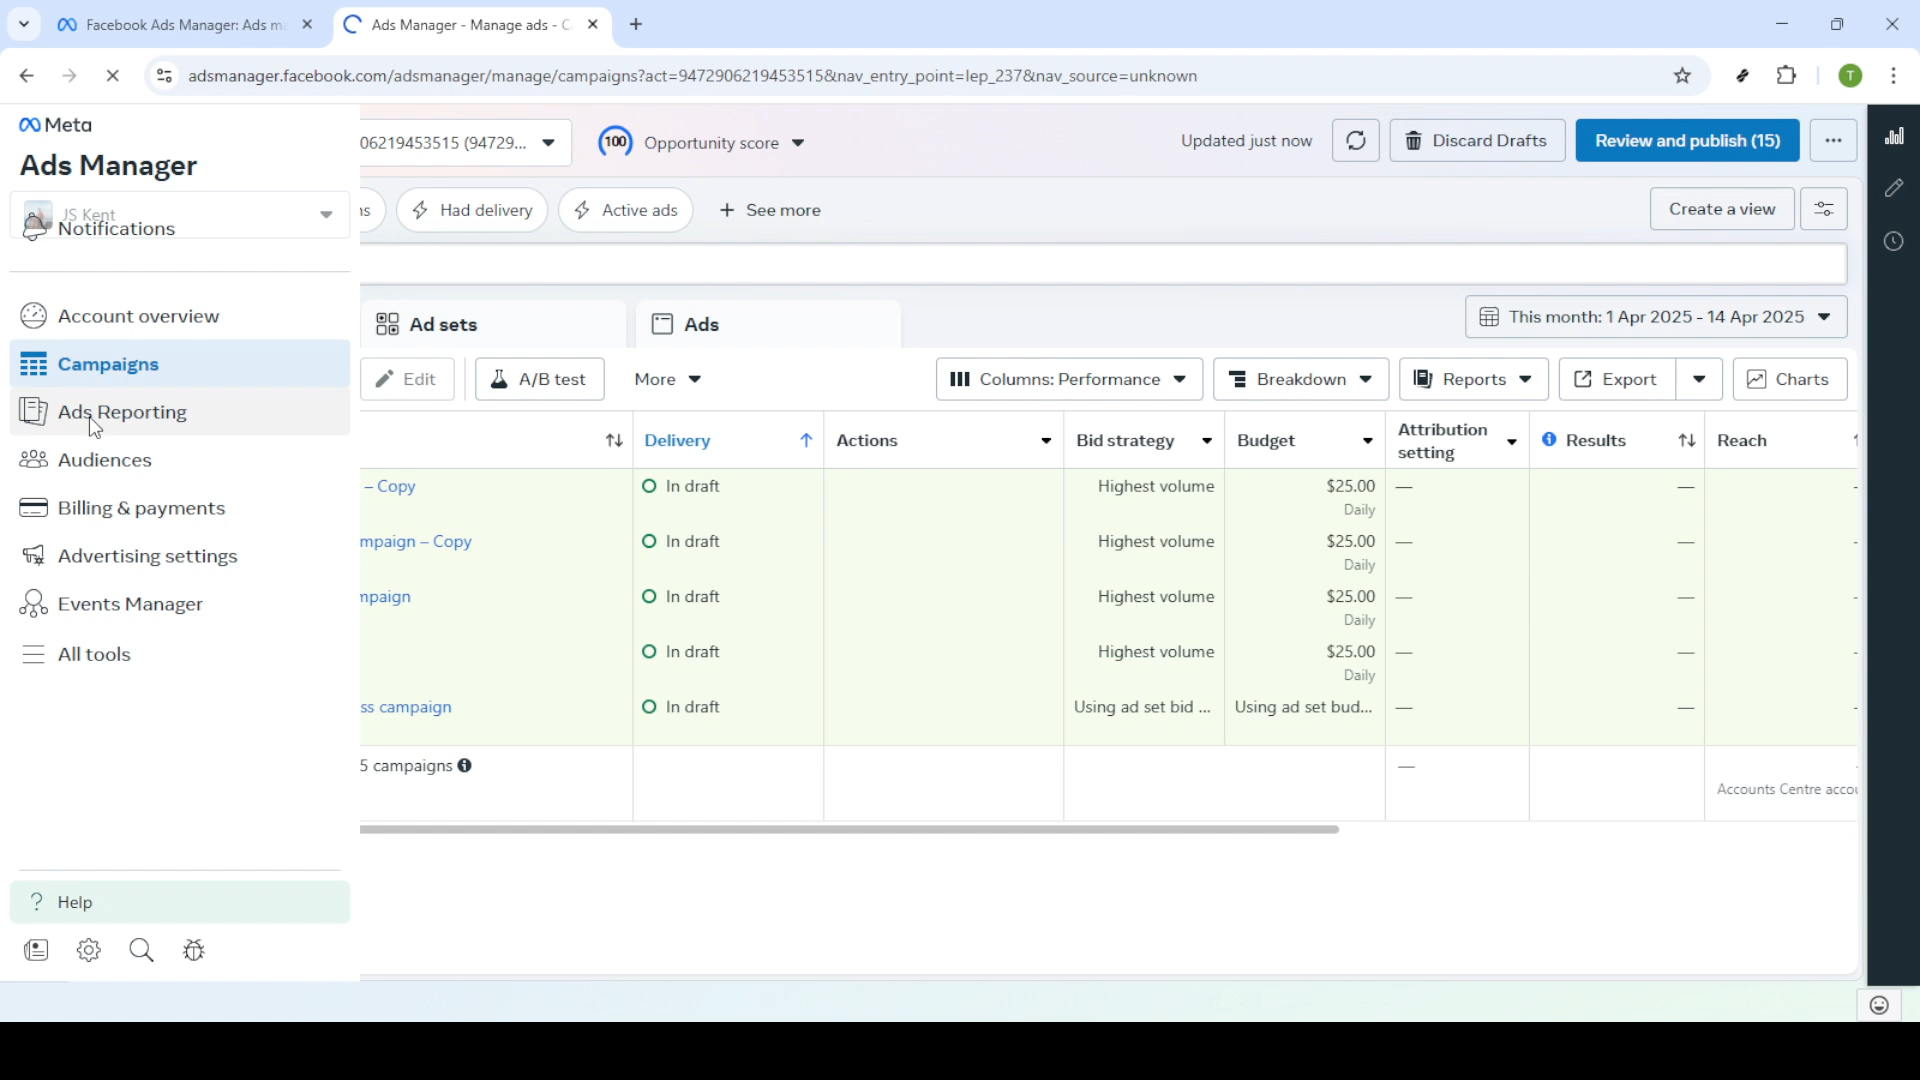 Facebook Ads Manager: Ads ma
Ads Manager - Manage ads - C
adsmanager.facebook.com/adsmanager/manage/campaigns?act=9472906219453515&nav_entry_point=lep_237&nav_source=unknown
T
Meta
Ads Manager
JS Kent
Notifications
Account overview
Campaigns
Ads Reporting
Audiences
Billing & payments
Advertising settings
Events Manager
All tools
? Help
06219453515 (94729...
100 Opportunity score
Updated just now
Discard Drafts
Review and publish (15)
...
ns
Had delivery
Active ads
+ See more
Create a view
Ad sets
Ads
This month: 1 Apr 2025 - 14 Apr 2025
Edit
A/B test
More
Columns: Performance
Breakdown
Reports
Export
Charts
Delivery
Actions
Bid strategy
Budget
Attribution setting
Results
Reach
– Copy
In draft
Highest volume
$25.00
Daily
—
—
mpaign – Copy
In draft
Highest volume
$25.00
Daily
—
—
mpaign
In draft
Highest volume
$25.00
Daily
—
—
In draft
Highest volume
$25.00
Daily
—
—
ss campaign
In draft
Using ad set bid ...
Using ad set bud...
—
—
5 campaigns
—
Accounts Centre accou